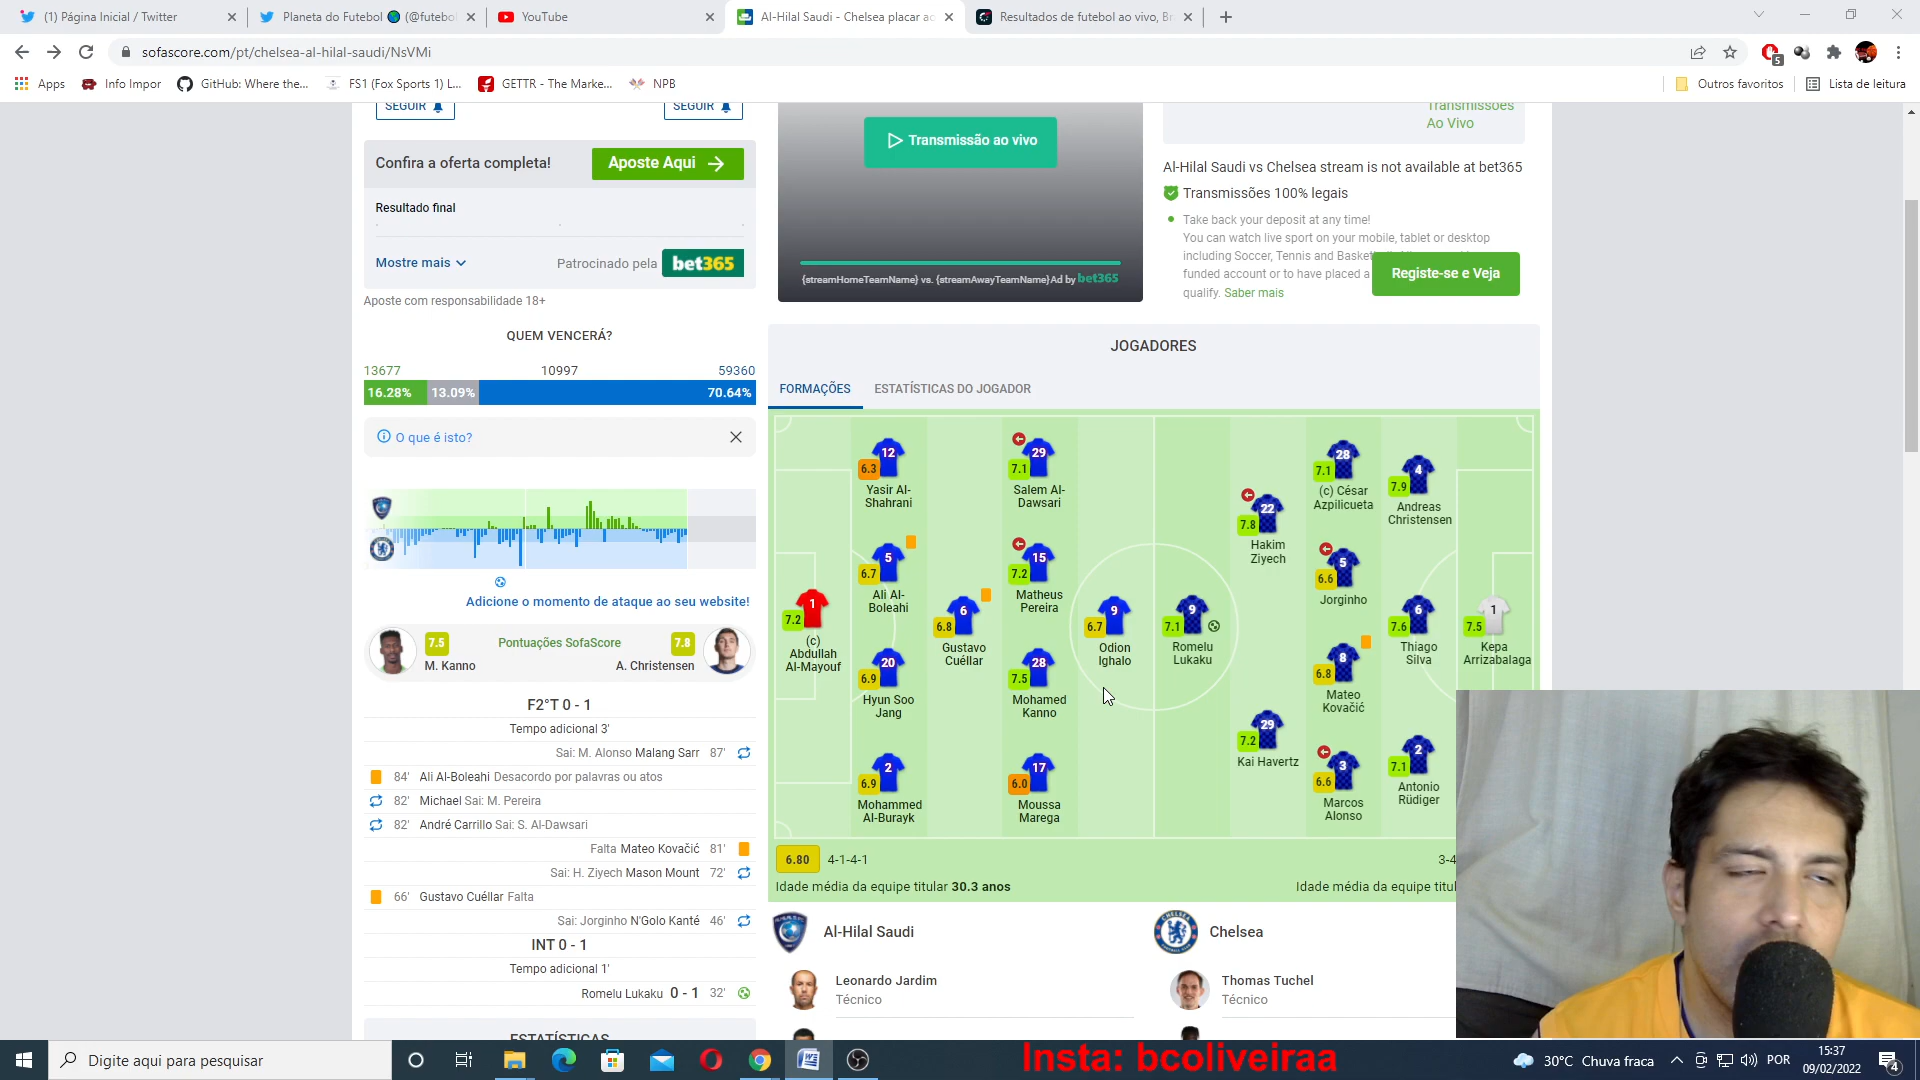 (1) Página Inicial / Twitter
Planeta do Futebol 🌎 (@futebol
YouTube
Al-Hilal Saudi - Chelsea placar ao
Resultados de futebol ao vivo, Br
sofascore.com/pt/chelsea-al-hilal-saudi/NsVMi
5
Apps
Info Impor
GitHub: Where the...
FS1 (Fox Sports 1) L...
GETTR - The Marke...
NPB
Outros favoritos
Lista de leitura
SEGUIR
SEGUIR
Confira a oferta completa!
Aposte Aqui
Resultado final
Mostre mais
Patrocinado pela
bet365
Aposte com responsabilidade 18+
QUEM VENCERÁ?
13677
10997
59360
16.28%
13.09%
70.64%
O que é isto?
Adicione o momento de ataque ao seu website!
7.5
M. Kanno
Pontuações SofaScore
7.8
A. Christensen
F2°T 0 - 1
Tempo adicional 3'
Sai: M. Alonso Malang Sarr 87'
84' Ali Al-Boleahi Desacordo por palavras ou atos
82' Michael Sai: M. Pereira
82' André Carrillo Sai: S. Al-Dawsari
Falta Mateo Kovačić 81'
Sai: H. Ziyech Mason Mount 72'
66' Gustavo Cuéllar Falta
Sai: Jorginho N'Golo Kanté 46'
INT 0 - 1
Tempo adicional 1'
Romelu Lukaku 0 - 1 32'
ESTATÍSTICAS
Transmissão ao vivo
{streamHomeTeamName} vs. {streamAwayTeamName}Ad by bet365
Transmissões
Ao Vivo
Al-Hilal Saudi vs Chelsea stream is not available at bet365
Transmissões 100% legais
Take back your deposit at any time!
You can watch live sport on your mobile, tablet or desktop
including Soccer, Tennis and Basket
funded account or to have placed a
qualify. Saber mais
Registe-se e Veja
JOGADORES
FORMAÇÕES
ESTATÍSTICAS DO JOGADOR
1
7.2
(c)
Abdullah
Al-Mayouf
12
6.3
Yasir Al-
Shahrani
5
6.7
Ali Al-
Boleahi
20
6.9
Hyun Soo
Jang
2
6.9
Mohammed
Al-Burayk
6
6.8
Gustavo
Cuéllar
29
7.1
Salem Al-
Dawsari
15
7.2
Matheus
Pereira
28
7.5
Mohamed
Kanno
17
6.0
Moussa
Marega
9
6.7
Odion
Ighalo
9
7.1
Romelu
Lukaku
22
7.8
Hakim
Ziyech
29
7.2
Kai Havertz
28
7.1
(c) César
Azpilicueta
5
6.6
Jorginho
8
6.8
Mateo
Kovačić
3
6.6
Marcos
Alonso
4
7.9
Andreas
Christensen
6
7.6
Thiago
Silva
2
7.1
Antonio
Rüdiger
1
7.5
Kepa
Arrizabalaga
6.80
4-1-4-1
3-4
Idade média da equipe titular 30.3 anos
Idade média da equipe titul
Al-Hilal Saudi
Chelsea
Leonardo Jardim
Técnico
Thomas Tuchel
Técnico
Digite aqui para pesquisar
Insta: bcoliveiraa
30°C Chuva fraca
POR
15:37
09/02/2022
4